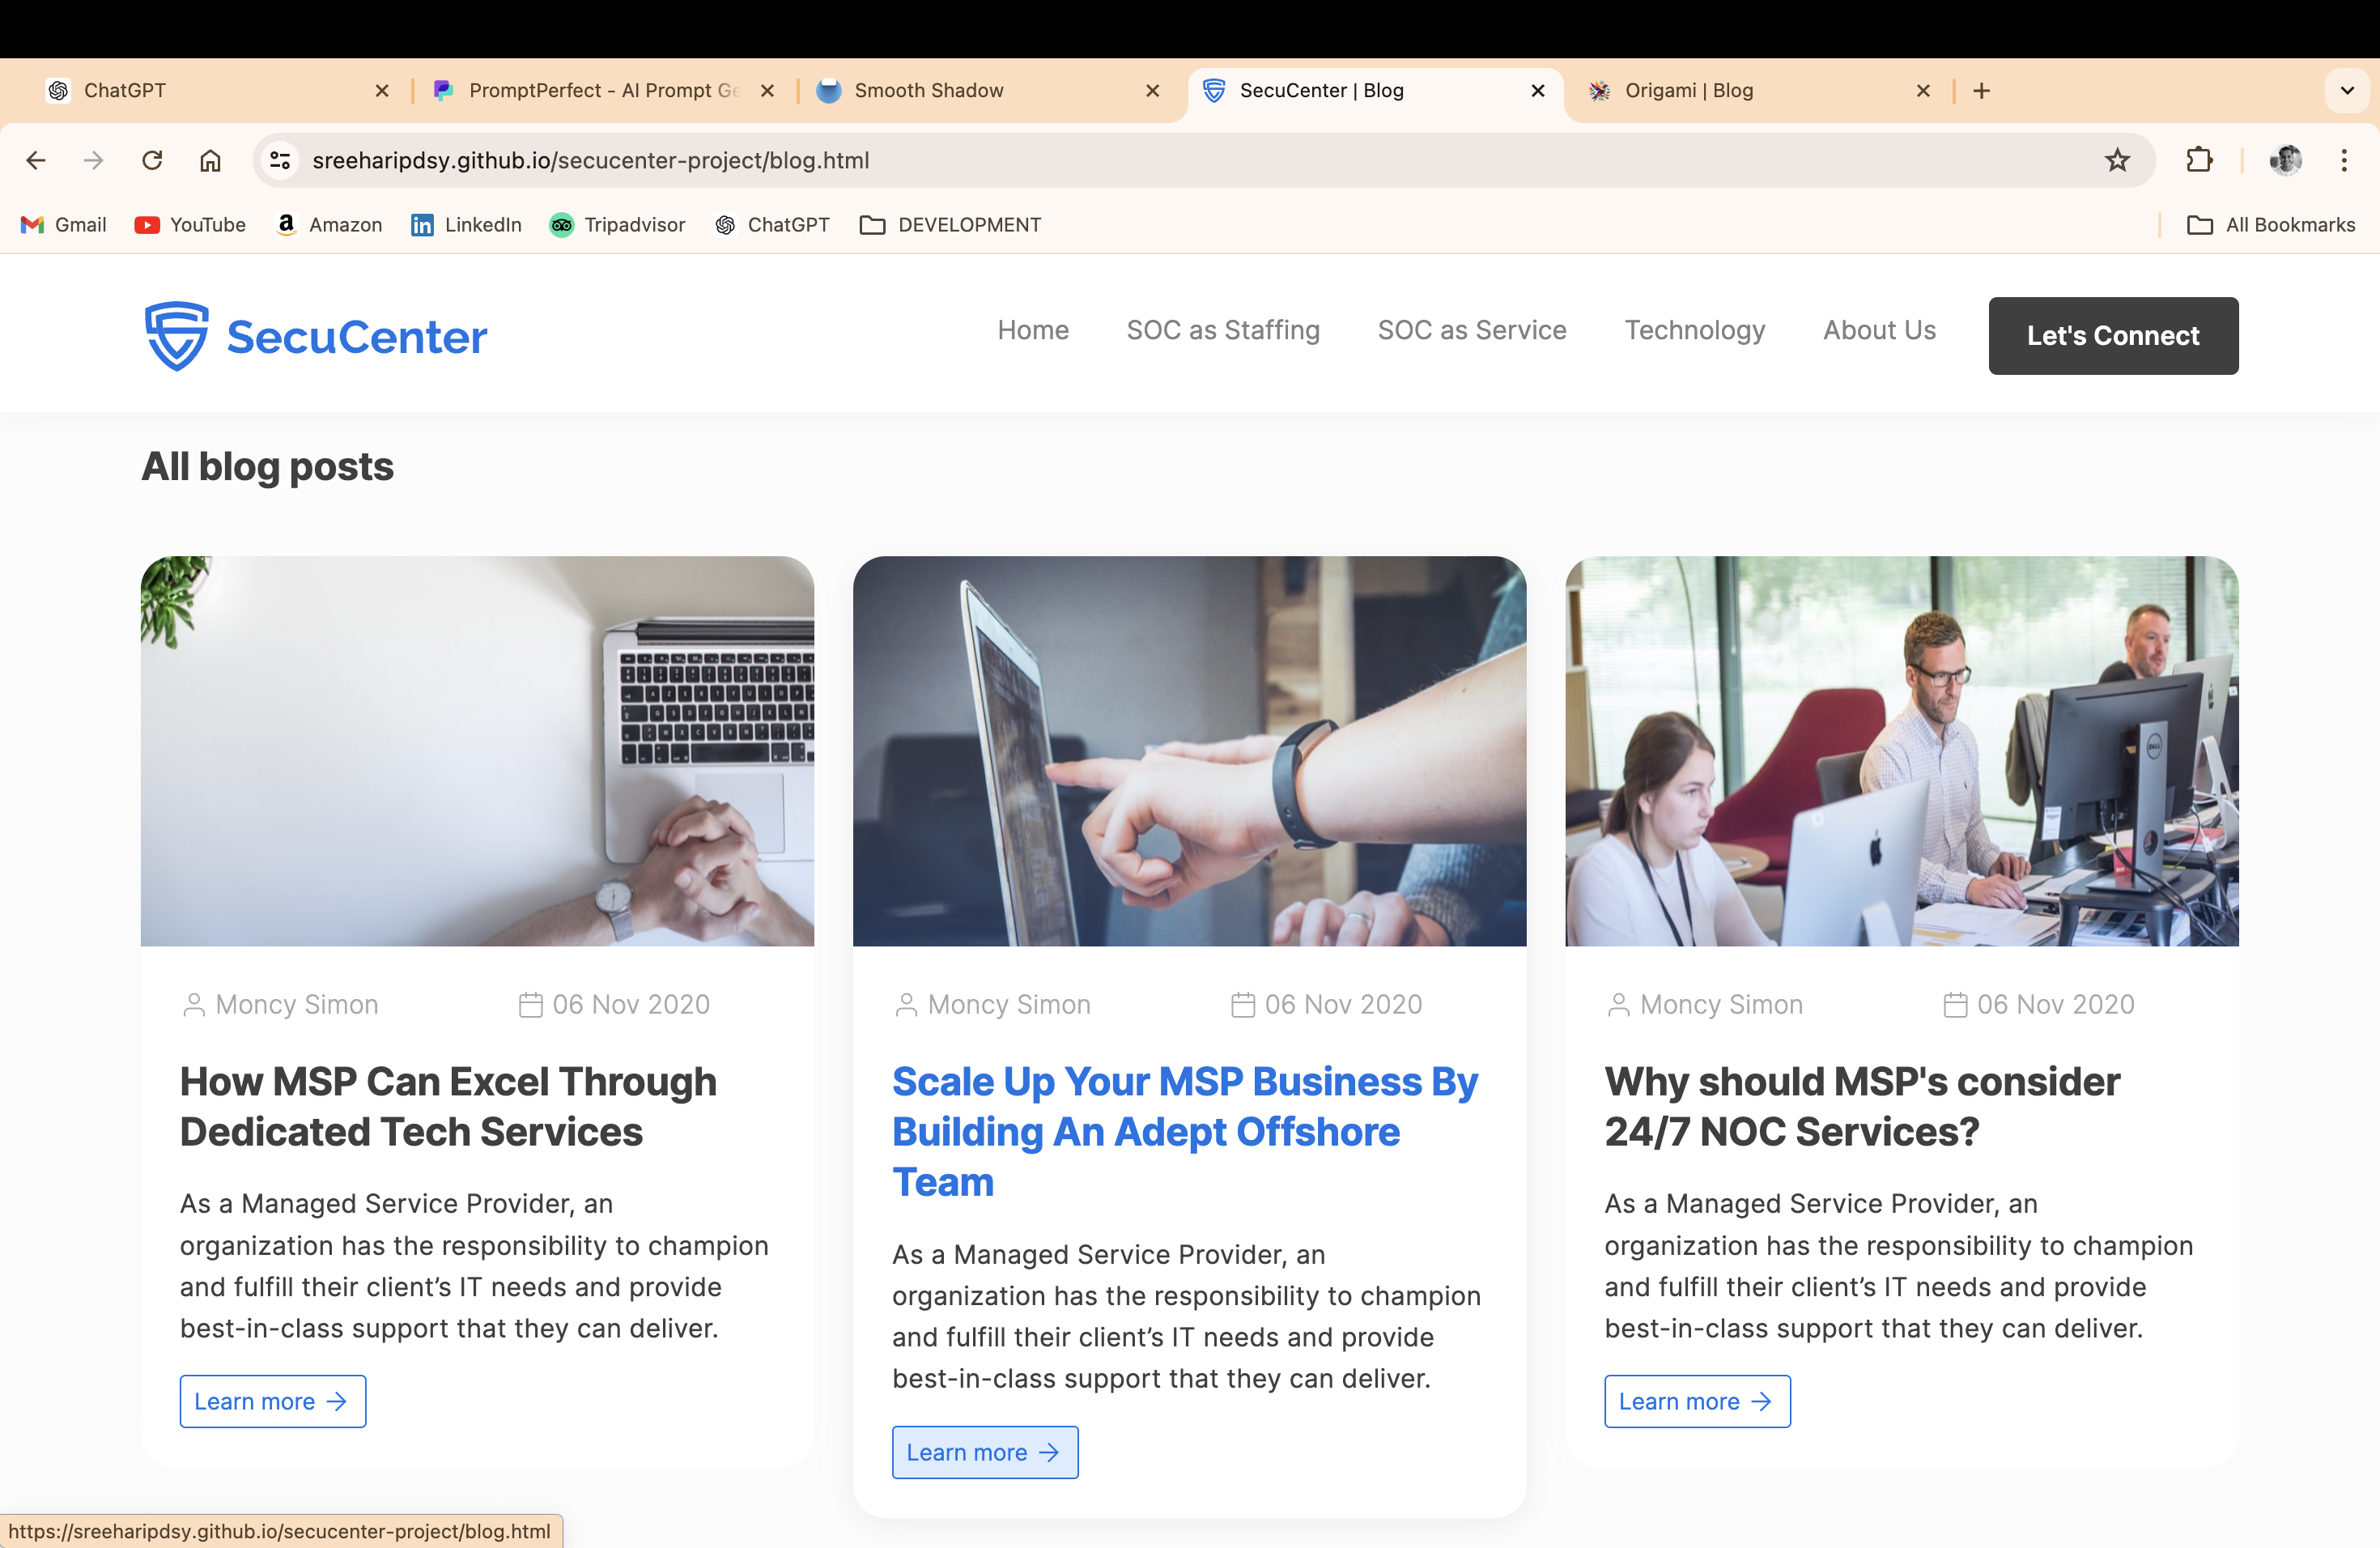 ChatGPT
PromptPerfect - AI Prompt Ge
Smooth Shadow
SecuCenter | Blog
Origami | Blog
sreeharipdsy.github.io/secucenter-project/blog.html
Gmail
YouTube
Amazon
LinkedIn
Tripadvisor
ChatGPT
DEVELOPMENT
All Bookmarks
SecuCenter
Home
SOC as Staffing
SOC as Service
Technology
About Us
Let's Connect
All blog posts
Moncy Simon
06 Nov 2020
How MSP Can Excel Through
Dedicated Tech Services
As a Managed Service Provider, an
organization has the responsibility to champion
and fulfill their client’s IT needs and provide
best-in-class support that they can deliver.
Learn more
Moncy Simon
06 Nov 2020
Scale Up Your MSP Business By
Building An Adept Offshore
Team
As a Managed Service Provider, an
organization has the responsibility to champion
and fulfill their client’s IT needs and provide
best-in-class support that they can deliver.
Learn more
DELL
Moncy Simon
06 Nov 2020
Why should MSP's consider
24/7 NOC Services?
As a Managed Service Provider, an
organization has the responsibility to champion
and fulfill their client’s IT needs and provide
best-in-class support that they can deliver.
Learn more
https://sreeharipdsy.github.io/secucenter-project/blog.html